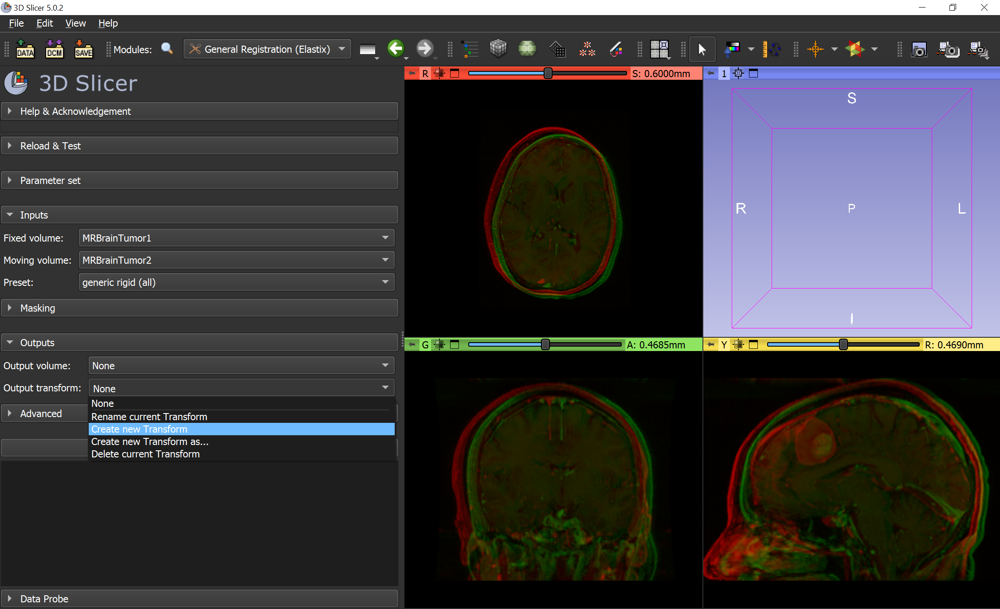 3D Slicer 5.0.2
File Edit View Help
DATA DCM SAVE Modules: General Registration (Elastix)
3D Slicer
Help & Acknowledgement
Reload & Test
Parameter set
Inputs
Fixed volume: MRBrainTumor1
Moving volume: MRBrainTumor2
Preset: generic rigid (all)
Masking
Outputs
Output volume: None
Output transform: None
None
Rename current Transform
Create new Transform
Create new Transform as...
Delete current Transform
Advanced
Data Probe
R S: 0.6000mm
1
S
R P L
I
G A: 0.4685mm
Y R: 0.4690mm